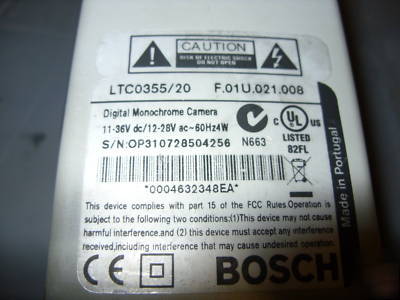 CAUTION
RISK OF ELECTRIC SHOCK
DO NOT OPEN
LTC0355/20 F.01U.021.008
Digital Monochrome Camera
11-36V dc/12-28V ac~60Hz4W
S/N:OP310728504256 N663
C UL US
LISTED
82FL
*0004632348EA*
This device complies with part 15 of the FCC Rules.Operation is
subject to the following two conditions:(1)This device may not cause
harmful interference, and (2) this device must accept any interference
received,including interference that may cause undesired operation.
CE BOSCH
Made in Portugal